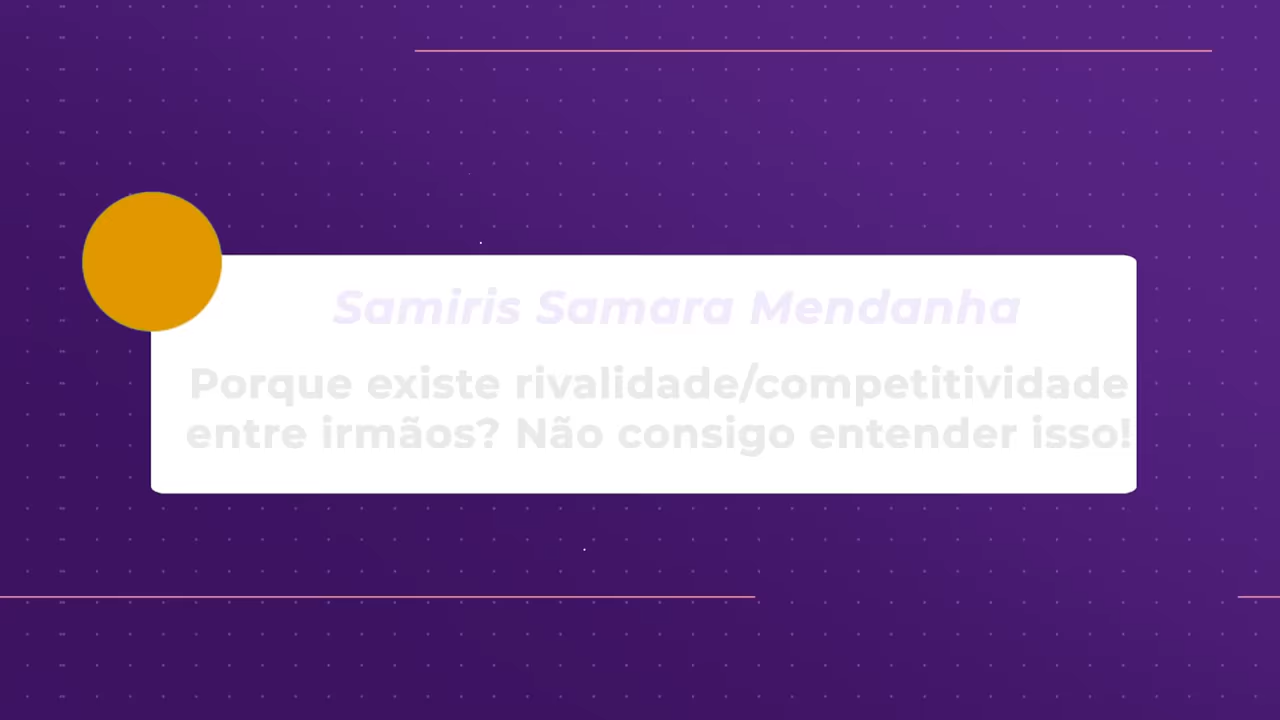 Samiris Samara Mendanha
Porque existe rivalidade/competitividade
entre irmãos? Não consigo entender isso!